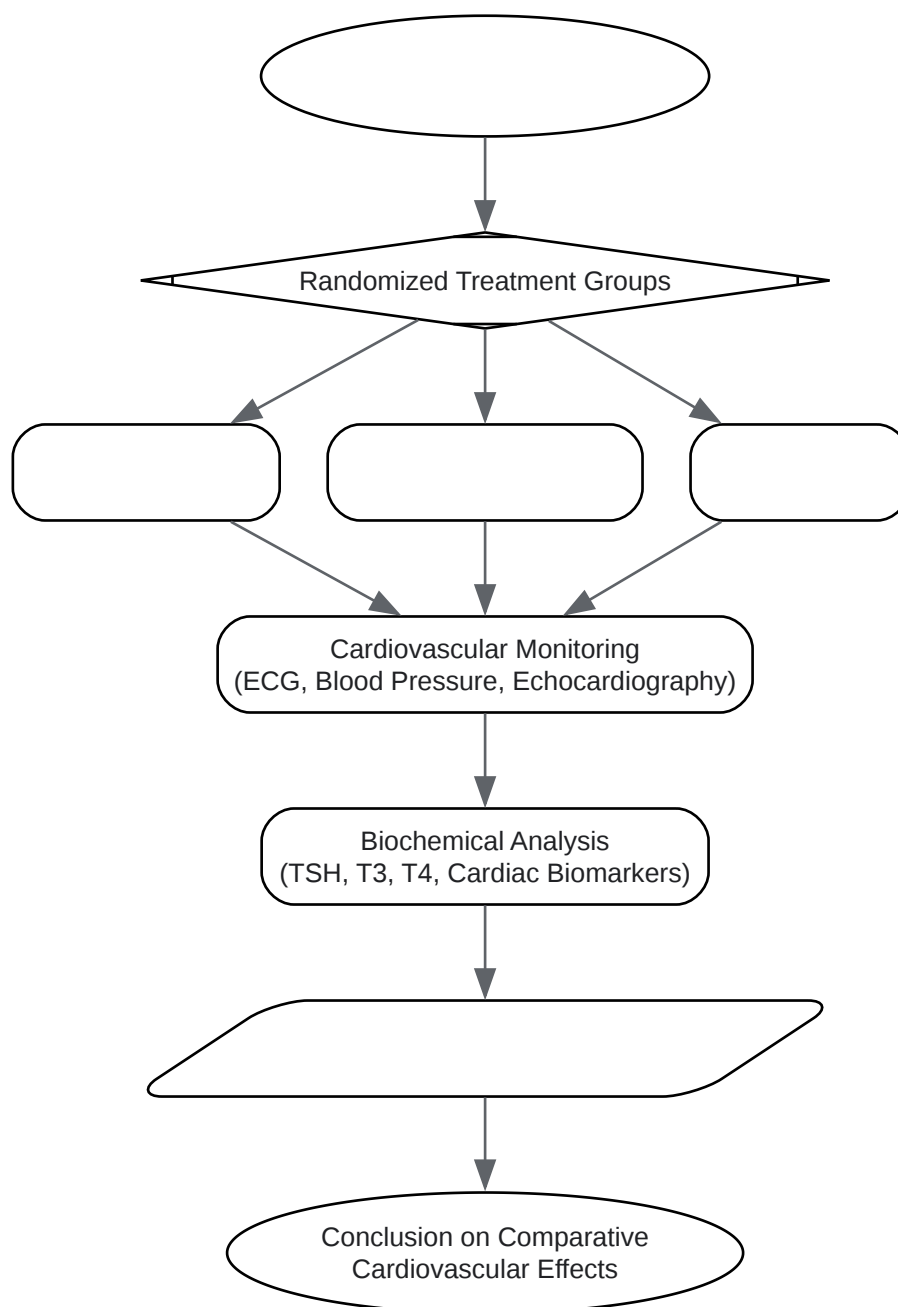 Randomized Treatment Groups
Cardiovascular Monitoring
(ECG, Blood Pressure, Echocardiography)
Biochemical Analysis
(TSH, T3, T4, Cardiac Biomarkers)
Conclusion on Comparative
Cardiovascular Effects